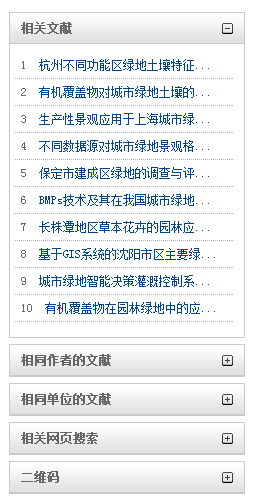 相关文献
1 杭州不同功能区绿地土壤特征...
2 有机覆盖物对城市绿地土壤的...
3 生产性景观应用于上海城市绿...
4 不同数据源对城市绿地景观格...
5 保定市建成区绿地的调查与评...
6 BMPs技术及其在我国城市绿地...
7 长株潭地区草本花卉的园林应...
8 基于GIS系统的沈阳市区主要绿...
9 城市绿地智能决策灌溉控制系...
10 有机覆盖物在园林绿地中的应...
相同作者的文献
相同单位的文献
相关网页搜索
二维码